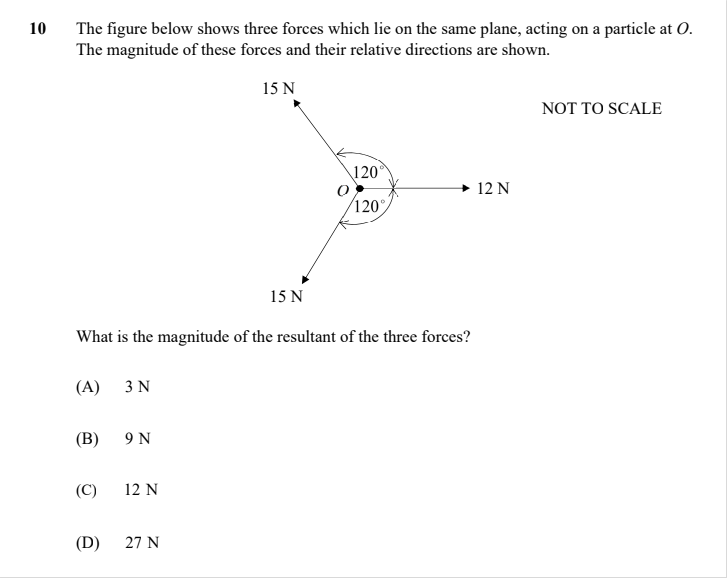 10 The figure below shows three forces which lie on the same plane, acting on a particle at O.
The magnitude of these forces and their relative directions are shown.
15 N
NOT TO SCALE
120°
O
12 N
120°
15 N
What is the magnitude of the resultant of the three forces?
(A) 3 N
(B) 9 N
(C) 12 N
(D) 27 N